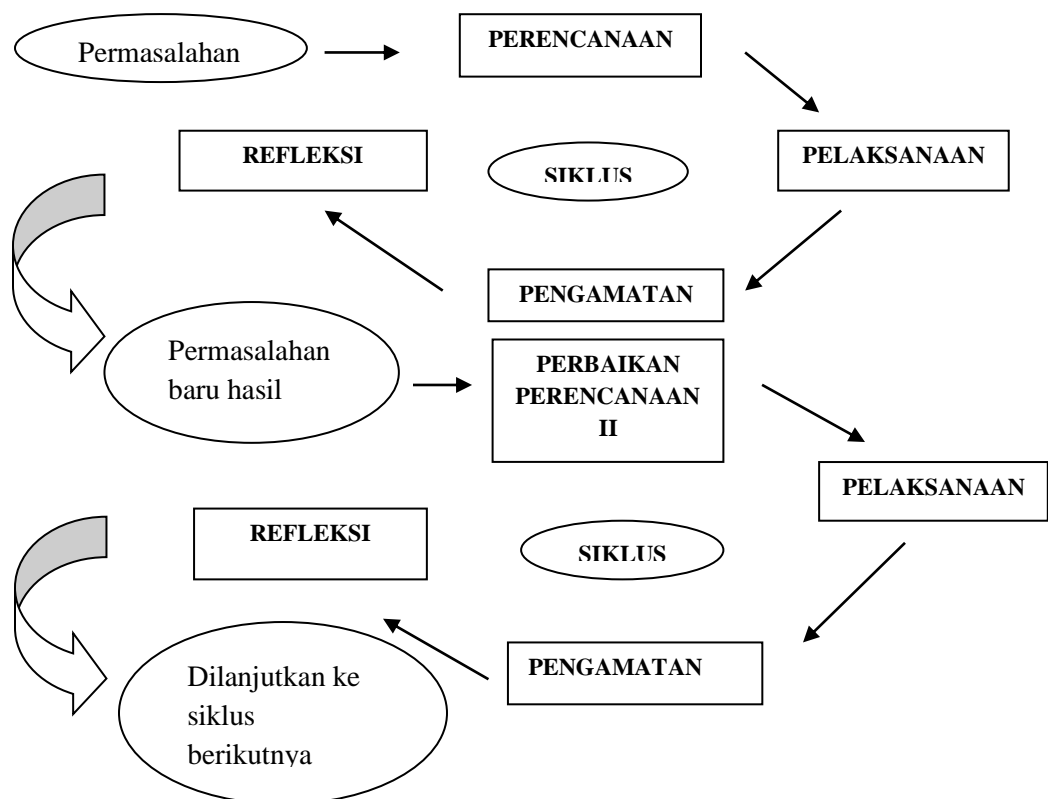 Permasalahan
PERENCANAAN
REFLEKSI
SIKLUS
PELAKSANAAN
PENGAMATAN
Permasalahan
baru hasil
PERBAIKAN
PERENCANAAN
II
PELAKSANAAN
REFLEKSI
SIKLUS
PENGAMATAN
Dilanjutkan ke
siklus
berikutnya